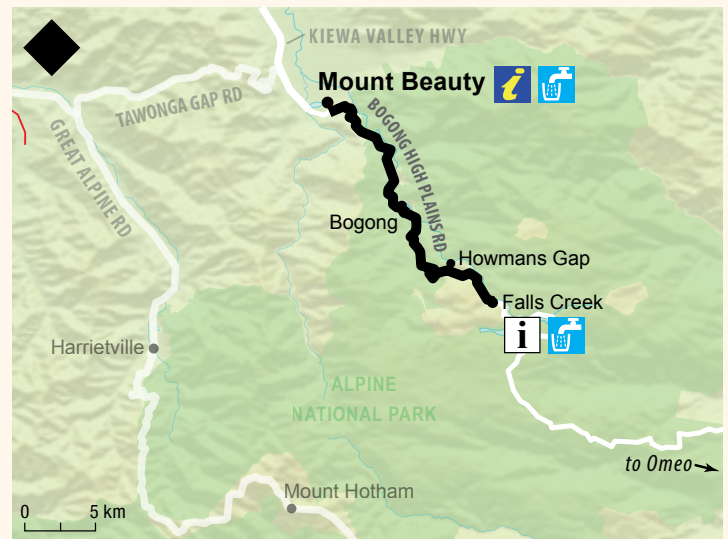 KIEWA VALLEY HWY
Mount Beauty i
TAWONGA GAP RD
BOGONG HIGH PLAINS RD
GREAT ALPINE RD
Bogong
Howmans Gap
Falls Creek
i
Harrietville
ALPINE
NATIONAL PARK
to Omeo
Mount Hotham
0 5 km